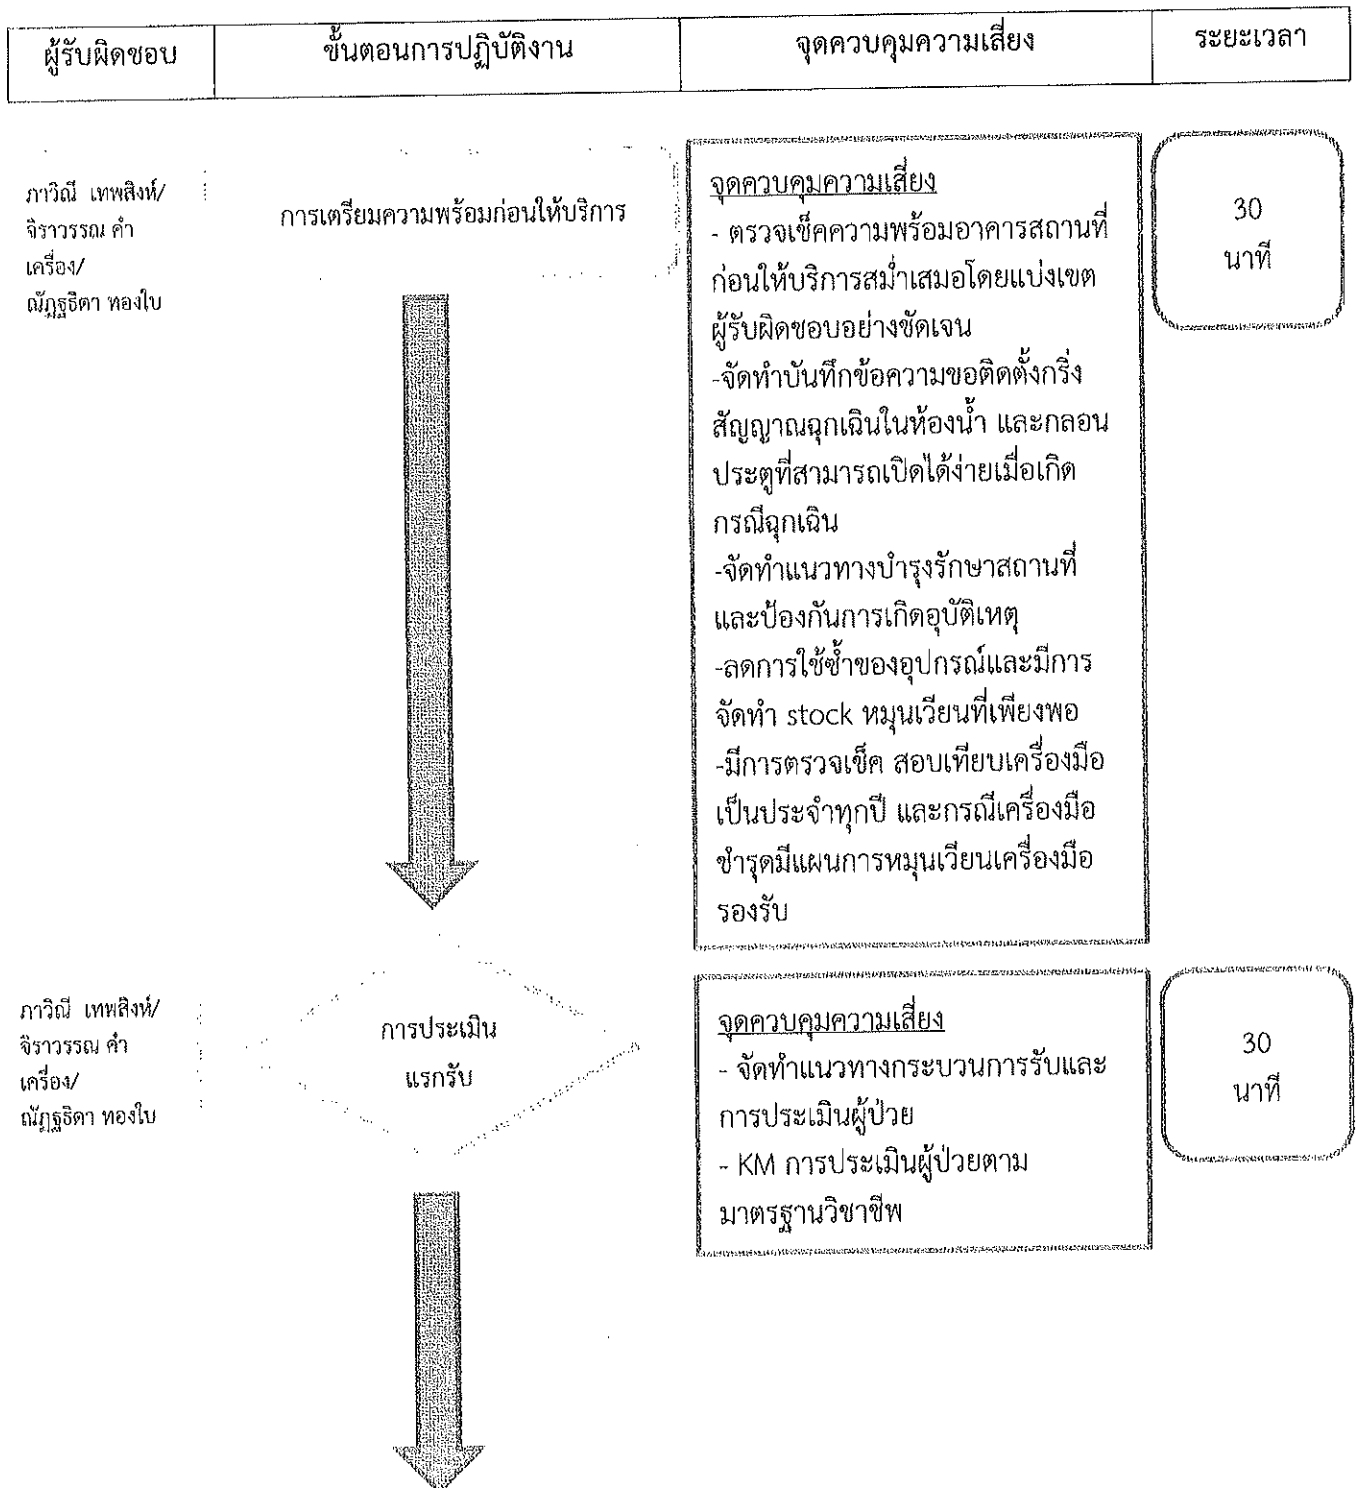 ผู้รับผิดชอบ
ขั้นตอนการปฏิบัติงาน
จุดควบคุมความเสี่ยง
ระยะเวลา
ภาวิณี เทพสิงห์/
จิราวรรณ คำ
เครื่อง/
ณัฏฐธิดา ทองใบ
การเตรียมความพร้อมก่อนให้บริการ
จุดควบคุมความเสี่ยง
- ตรวจเช็คความพร้อมอาคารสถานที่
ก่อนให้บริการสม่ำเสมอโดยแบ่งเขต
ผู้รับผิดชอบอย่างชัดเจน
-จัดทำบันทึกข้อความขอติดตั้งกริ่ง
สัญญาณฉุกเฉินในห้องน้ำ และกลอน
ประตูที่สามารถเปิดได้ง่ายเมื่อเกิด
กรณีฉุกเฉิน
-จัดทำแนวทางบำรุงรักษาสถานที่
และป้องกันการเกิดอุบัติเหตุ
-ลดการใช้ซ้ำของอุปกรณ์และมีการ
จัดทำ stock หมุนเวียนที่เพียงพอ
-มีการตรวจเช็ค สอบเทียบเครื่องมือ
เป็นประจำทุกปี และกรณีเครื่องมือ
ชำรุดมีแผนการหมุนเวียนเครื่องมือ
รองรับ
30
นาที
ภาวิณี เทพสิงห์/
จิราวรรณ คำ
เครื่อง/
ณัฏฐธิดา ทองใบ
การประเมิน
แรกรับ
จุดควบคุมความเสี่ยง
- จัดทำแนวทางกระบวนการรับและ
การประเมินผู้ป่วย
- KM การประเมินผู้ป่วยตาม
มาตรฐานวิชาชีพ
30
นาที